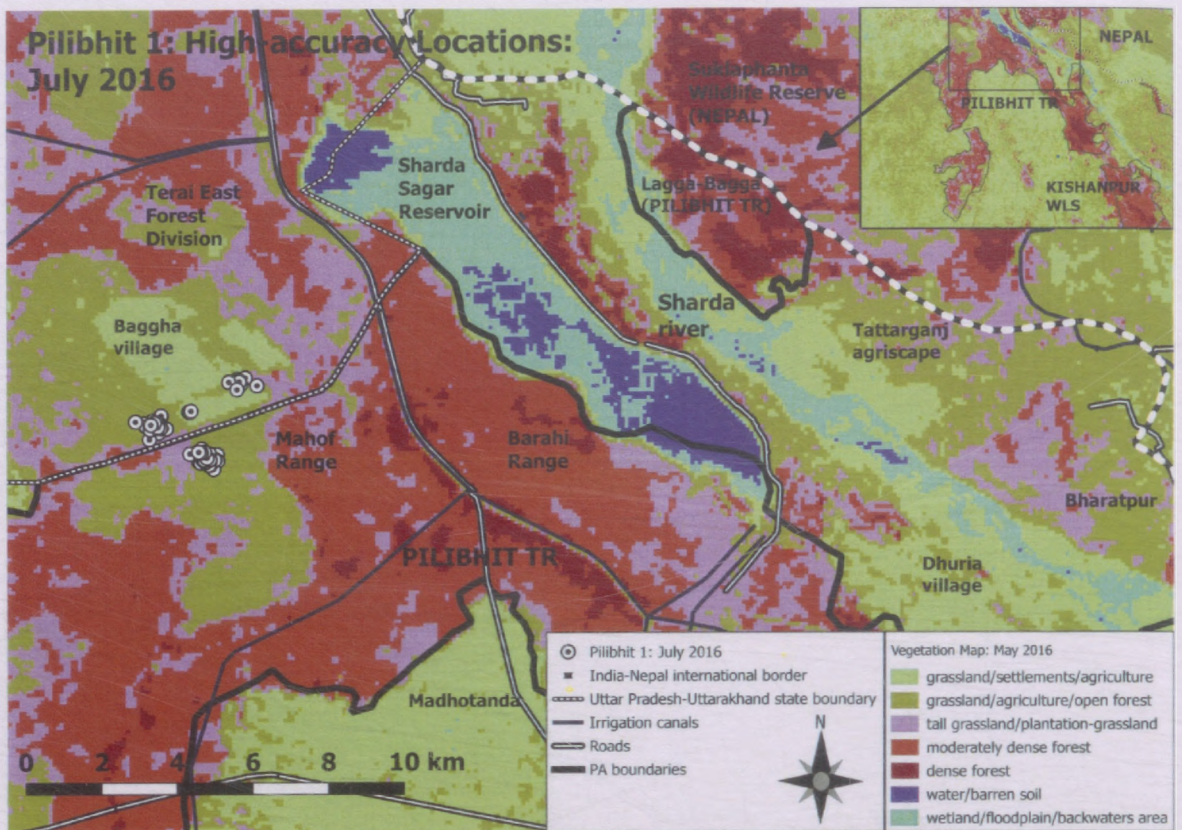 Pilibhit 1: High-accuracy Locations:
July 2016
Suklaphanta
Wildlife Reserve
(NEPAL)
NEPAL
PILIBHIT TR
KISHANPUR
WLS
Sharda
Sagar
Reservoir
Terai East
Forest
Division
Lagga-Bagga
(PILIBHIT TR)
Sharda
river
Tattarganj
agriscape
Baggha
village
Mahof
Range
Barahi
Range
Bharatpur
PILIBHIT TR
Dhuria
village
Madhotanda
0 2 4 6 8 10 km
Pilibhit 1: July 2016
India-Nepal international border
Uttar Pradesh-Uttarakhand state boundary
Irrigation canals
Roads
PA boundaries
N
Vegetation Map: May 2016
grassland/settlements/agriculture
grassland/agriculture/open forest
tall grassland/plantation-grassland
moderately dense forest
dense forest
water/barren soil
wetland/floodplain/backwaters area